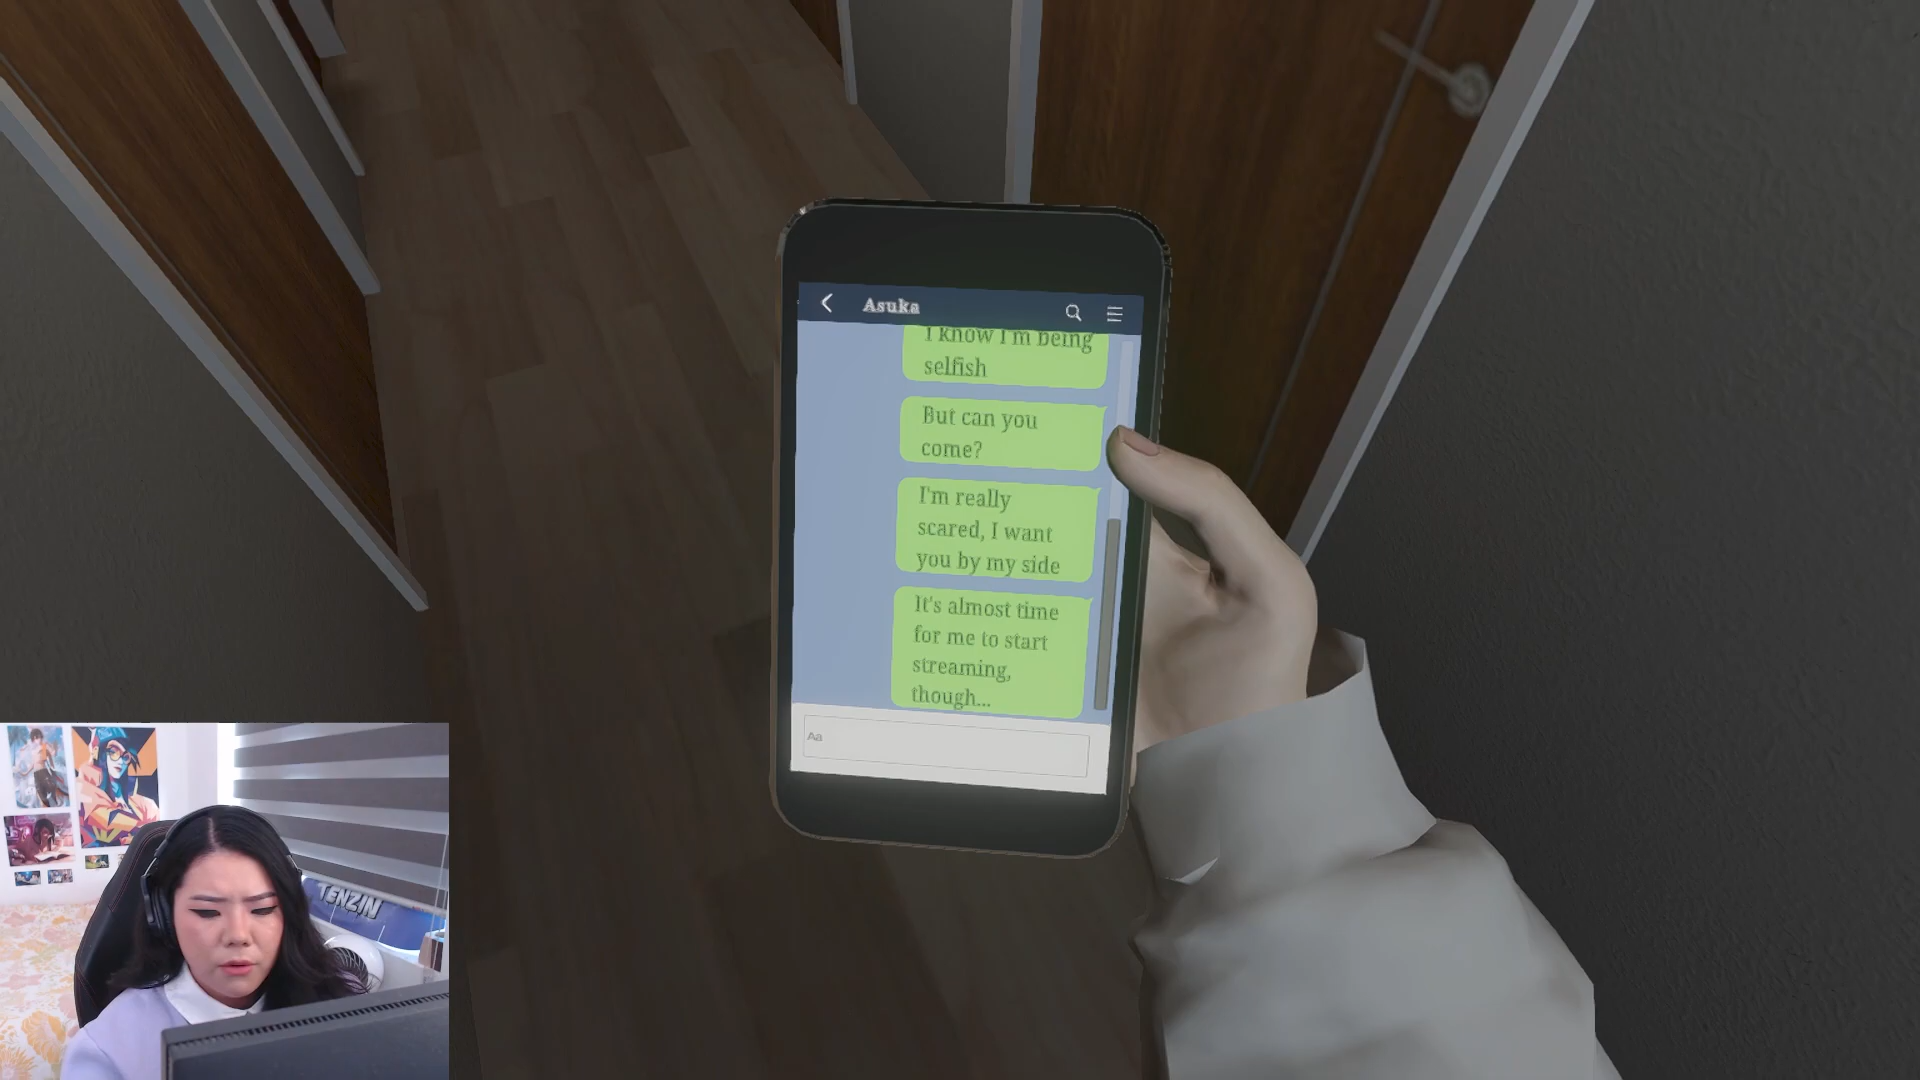 Asuka
I know I'm being
selfish
But can you
come?
I'm really
scared, I want
you by my side
It's almost time
for me to start
streaming,
though...
Aa
TENZIN